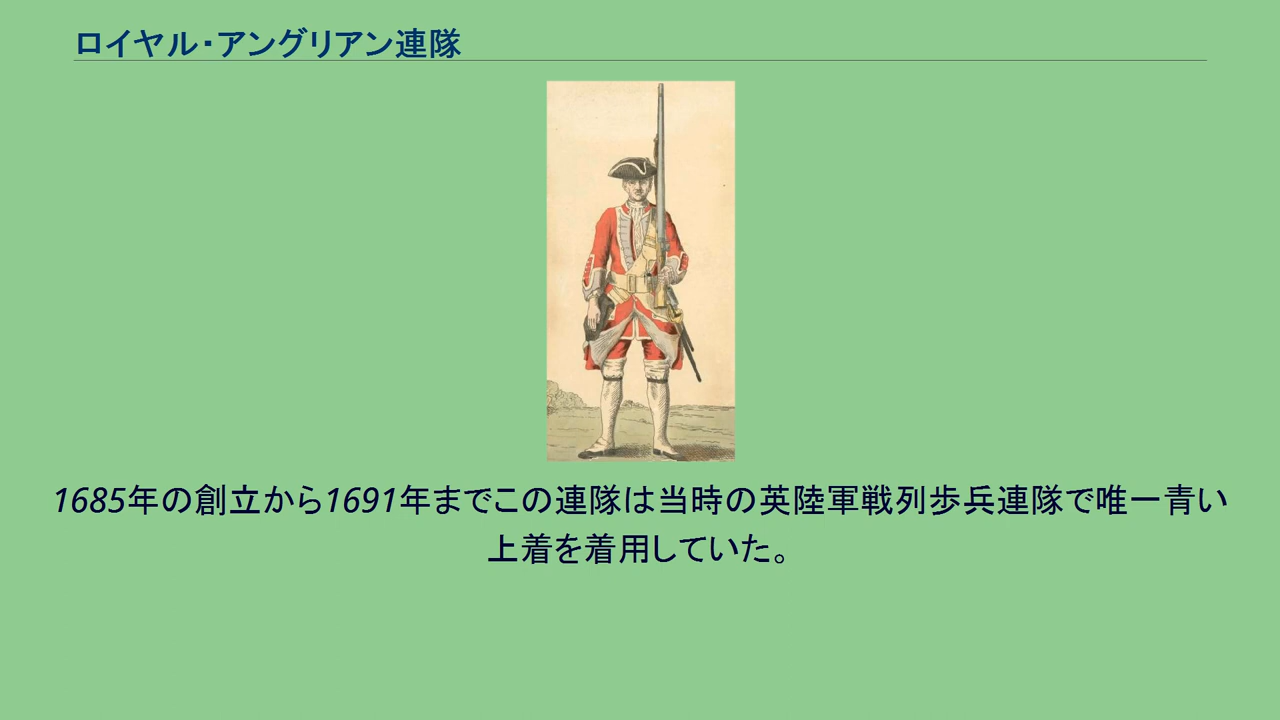 ロイヤル・アングリアン連隊
1685年の創立から1691年までこの連隊は当時の英陸軍戦列歩兵連隊で唯一青い
上着を着用していた。